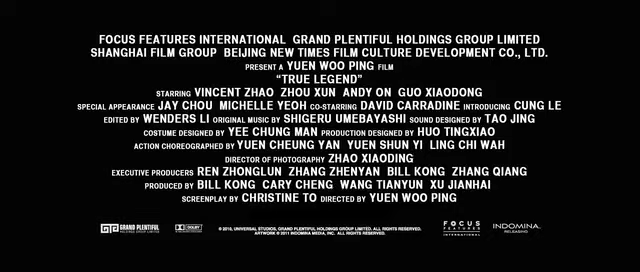 FOCUS FEATURES INTERNATIONAL GRAND PLENTIFUL HOLDINGS GROUP LIMITED
SHANGHAI FILM GROUP BEIJING NEW TIMES FILM CULTURE DEVELOPMENT CO., LTD.
PRESENT A YUEN WOO PING FILM
"TRUE LEGEND"
STARRING VINCENT ZHAO ZHOU XUN ANDY ON GUO XIAODONG
SPECIAL APPEARANCE JAY CHOU MICHELLE YEOH CO-STARRING DAVID CARRADINE INTRODUCING CUNG LE
EDITED BY WENDERS LI ORIGINAL MUSIC BY SHIGERU UMEBAYASHI SOUND DESIGNED BY TAO JING
COSTUME DESIGNED BY YEE CHUNG MAN PRODUCTION DESIGNED BY HUO TINGXIAO
ACTION CHOREOGRAPHED BY YUEN CHEUNG YAN YUEN SHUN YI LING CHI WAH
DIRECTOR OF PHOTOGRAPHY ZHAO XIAODING
EXECUTIVE PRODUCERS REN ZHONGLUN ZHANG ZHENYAN BILL KONG ZHANG QIANG
PRODUCED BY BILL KONG CARY CHENG WANG TIANYUN XU JIANHAI
SCREENPLAY BY CHRISTINE TO DIRECTED BY YUEN WOO PING
GP GRAND PLENTIFUL
HOLDINGS GROUP LIMITED
DOLBY
© 2010, UNIVERSAL STUDIOS, GRAND PLENTIFUL HOLDINGS GROUP LIMITED. ALL RIGHTS RESERVED.
ARTWORK © 2011 INDOMINA MEDIA, INC. ALL RIGHTS RESERVED.
FOCUS
FEATURES
INTERNATIONAL
INDOMINA
RELEASING